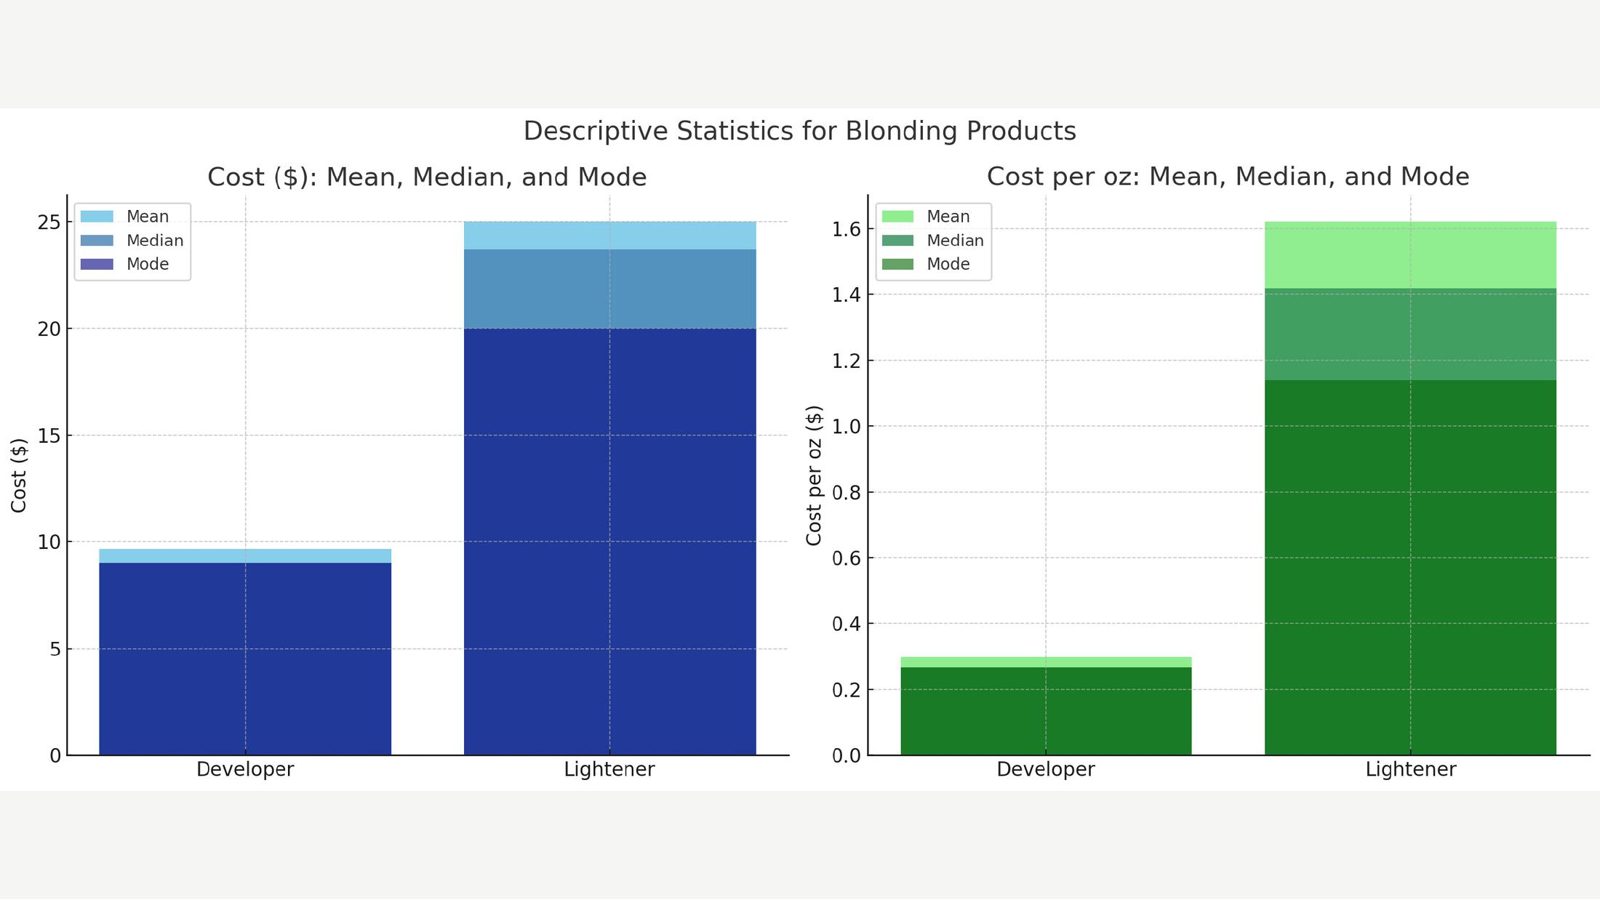 Descriptive Statistics for Blonding Products
Cost ($): Mean, Median, and Mode
Mean
Median
Mode
Cost ($)
25
20
15
10
5
0
Developer
Lightener
Cost per oz: Mean, Median, and Mode
Mean
Median
Mode
Cost per oz ($)
1.6
1.4
1.2
1.0
0.8
0.6
0.4
0.2
0.0
Developer
Lightener